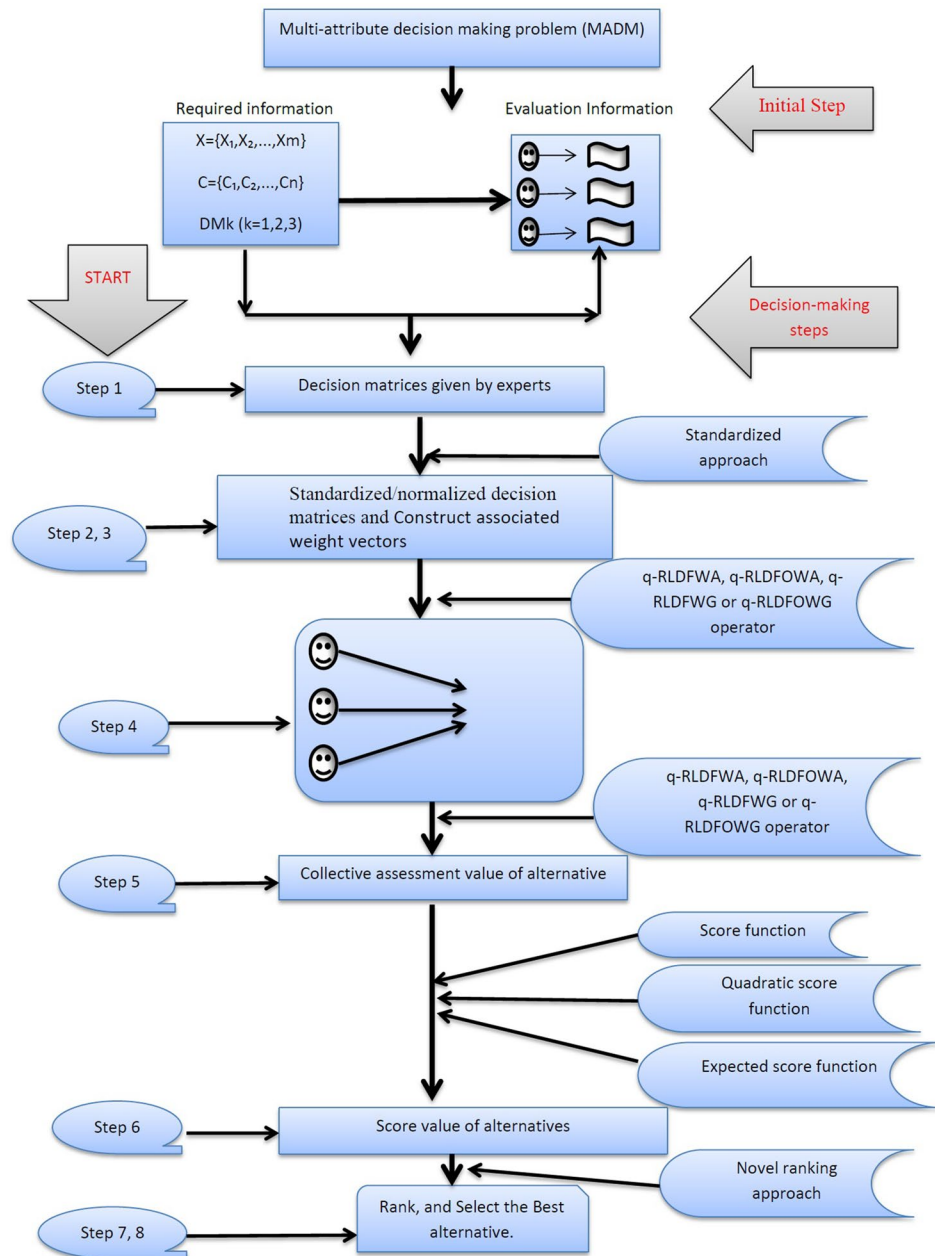 Multi-attribute decision making problem (MADM)
Initial Step
Required information
Evaluation Information
X={X₁,X₂,...,Xm}
C={C₁,C₂,...,Cn}
DMk (k=1,2,3)
START
Decision-making
steps
Step 1
Decision matrices given by experts
Standardized
approach
Step 2, 3
Standardized/normalized decision
matrices and Construct associated
weight vectors
q-RLDFWA, q-RLDFOWA, q-
RLDFWG or q-RLDFOWG
operator
Step 4
q-RLDFWA, q-RLDFOWA,
q-RLDFWG or q-
RLDFOWG operator
Step 5
Collective assessment value of alternative
Score function
Quadratic score
function
Expected score function
Step 6
Score value of alternatives
Novel ranking
approach
Step 7, 8
Rank, and Select the Best
alternative.